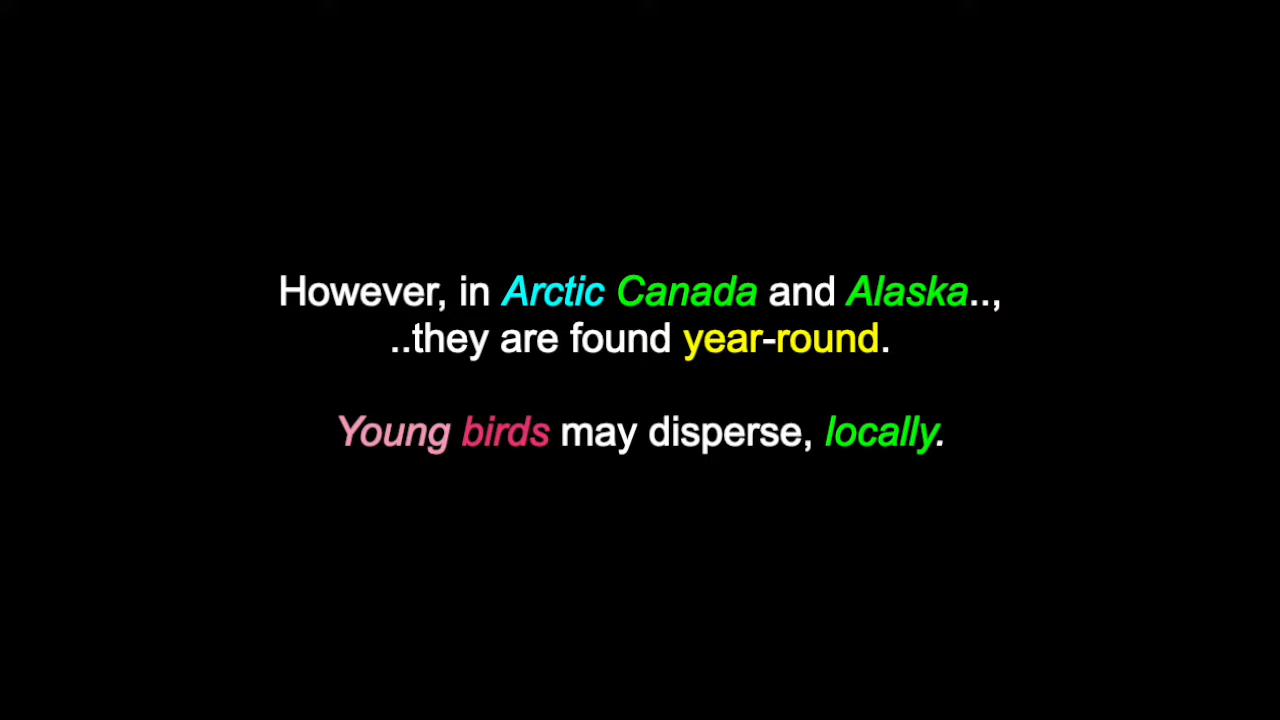 However, in Arctic Canada and Alaska..,
..they are found year-round.
Young birds may disperse, locally.